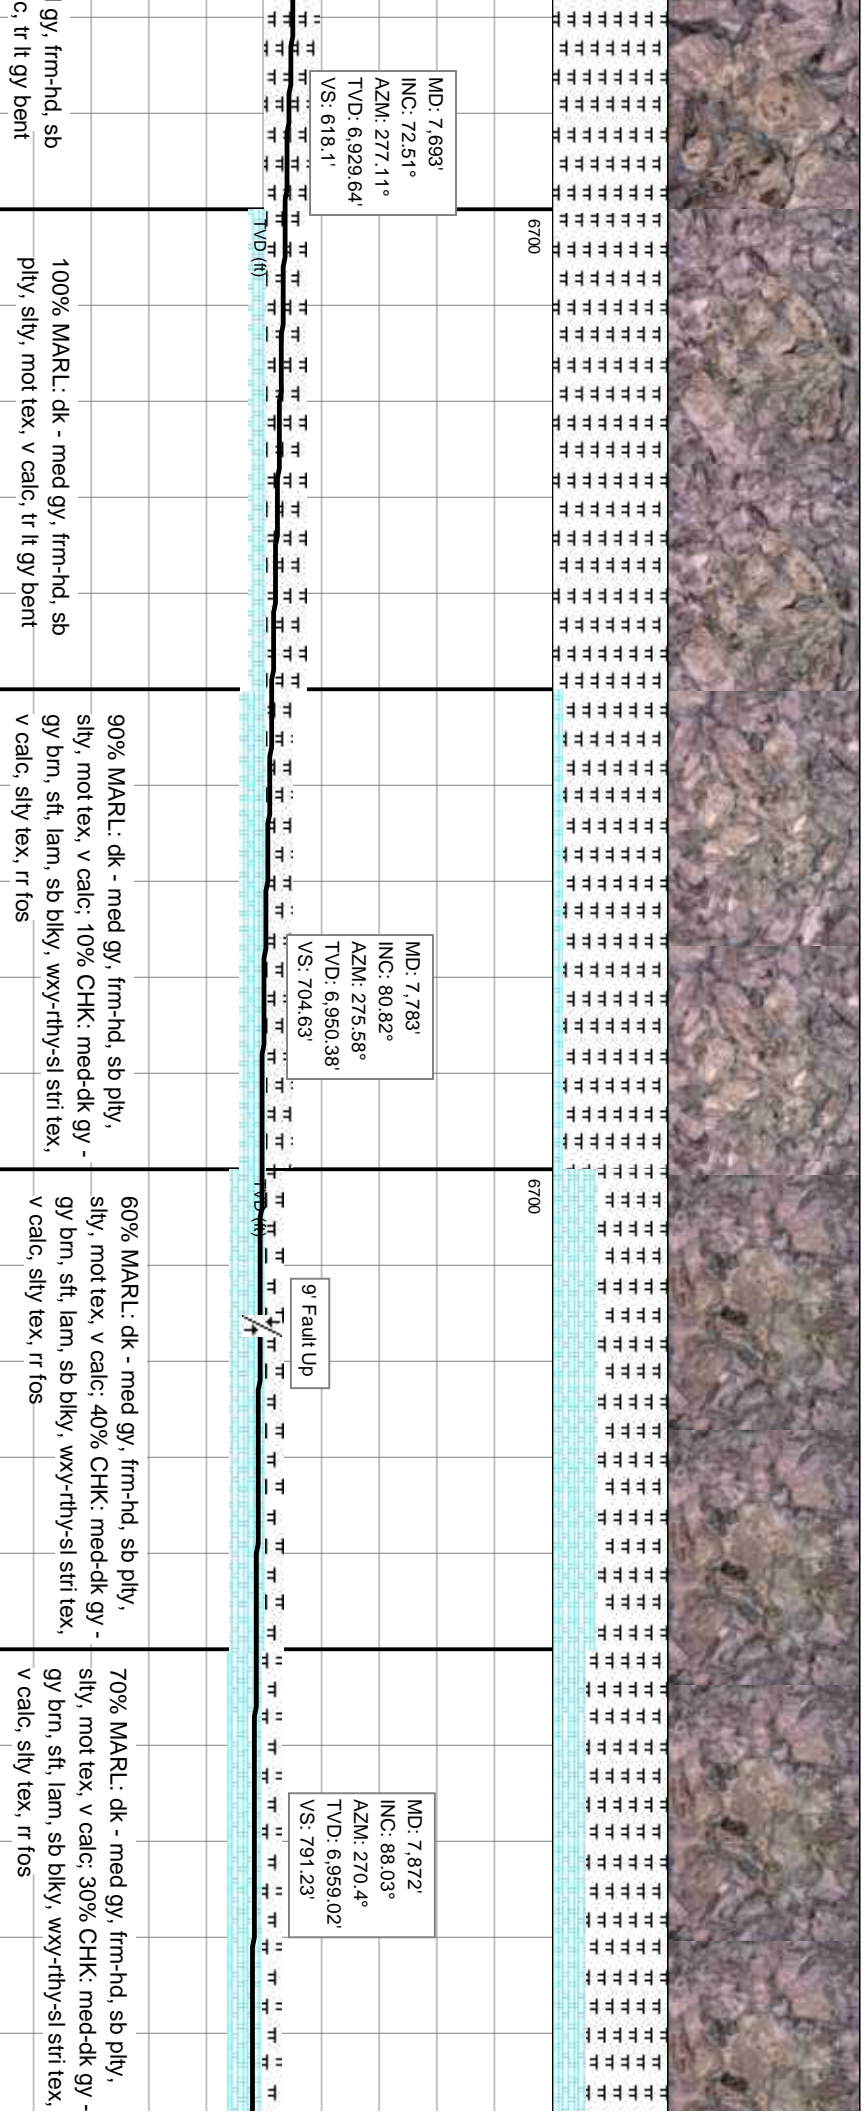 gy, frm-hd, sb
c, tr lt gy bent
MD: 7,693'
INC: 72.51°
AZM: 277.11°
TVD: 6,929.64'
VS: 618.1'
6700
TVD (ft)
100% MARL: dk - med gy, frm-hd, sb
plty, slty, mot tex, v calc, tr lt gy bent
90% MARL: dk - med gy, frm-hd, sb plty,
slty, mot tex, v calc; 10% CHK: med-dk gy -
gy brn, sft, lam, sb blky, wxy-rthy-sl stri tex,
v calc, slty tex, rr fos
MD: 7,783'
INC: 80.82°
AZM: 275.58°
TVD: 6,950.38'
VS: 704.63'
6700
TVD (ft)
9' Fault Up
60% MARL: dk - med gy, frm-hd, sb plty,
slty, mot tex, v calc; 40% CHK: med-dk gy -
gy brn, sft, lam, sb blky, wxy-rthy-sl stri tex,
v calc, slty tex, rr fos
MD: 7,872'
INC: 88.03°
AZM: 270.4°
TVD: 6,959.02'
VS: 791.23'
70% MARL: dk - med gy, frm-hd, sb plty,
slty, mot tex, v calc; 30% CHK: med-dk gy -
gy brn, sft, lam, sb blky, wxy-rthy-sl stri tex,
v calc, slty tex, rr fos